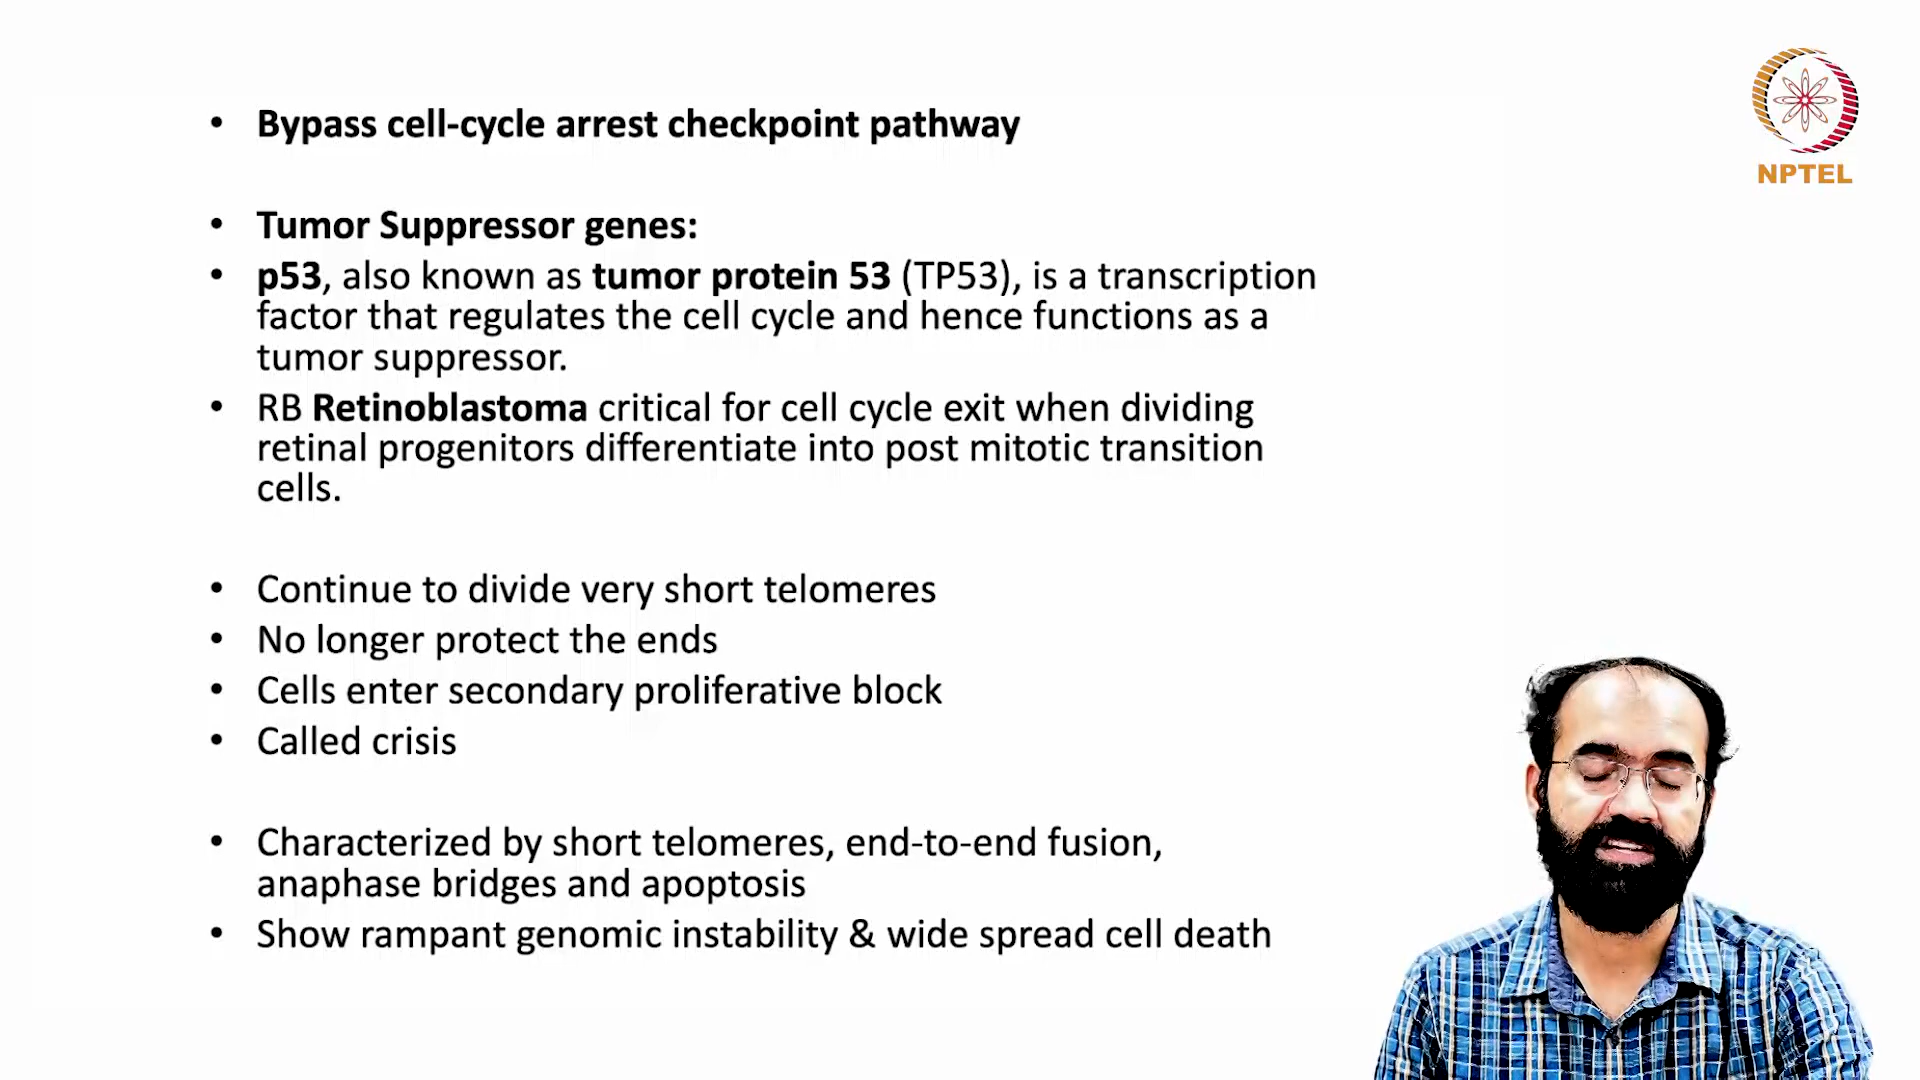 NPTEL
• Bypass cell-cycle arrest checkpoint pathway
• Tumor Suppressor genes:
• p53, also known as tumor protein 53 (TP53), is a transcription
factor that regulates the cell cycle and hence functions as a
tumor suppressor.
• RB Retinoblastoma critical for cell cycle exit when dividing
retinal progenitors differentiate into post mitotic transition
cells.
• Continue to divide very short telomeres
• No longer protect the ends
• Cells enter secondary proliferative block
• Called crisis
• Characterized by short telomeres, end-to-end fusion,
anaphase bridges and apoptosis
• Show rampant genomic instability & wide spread cell death